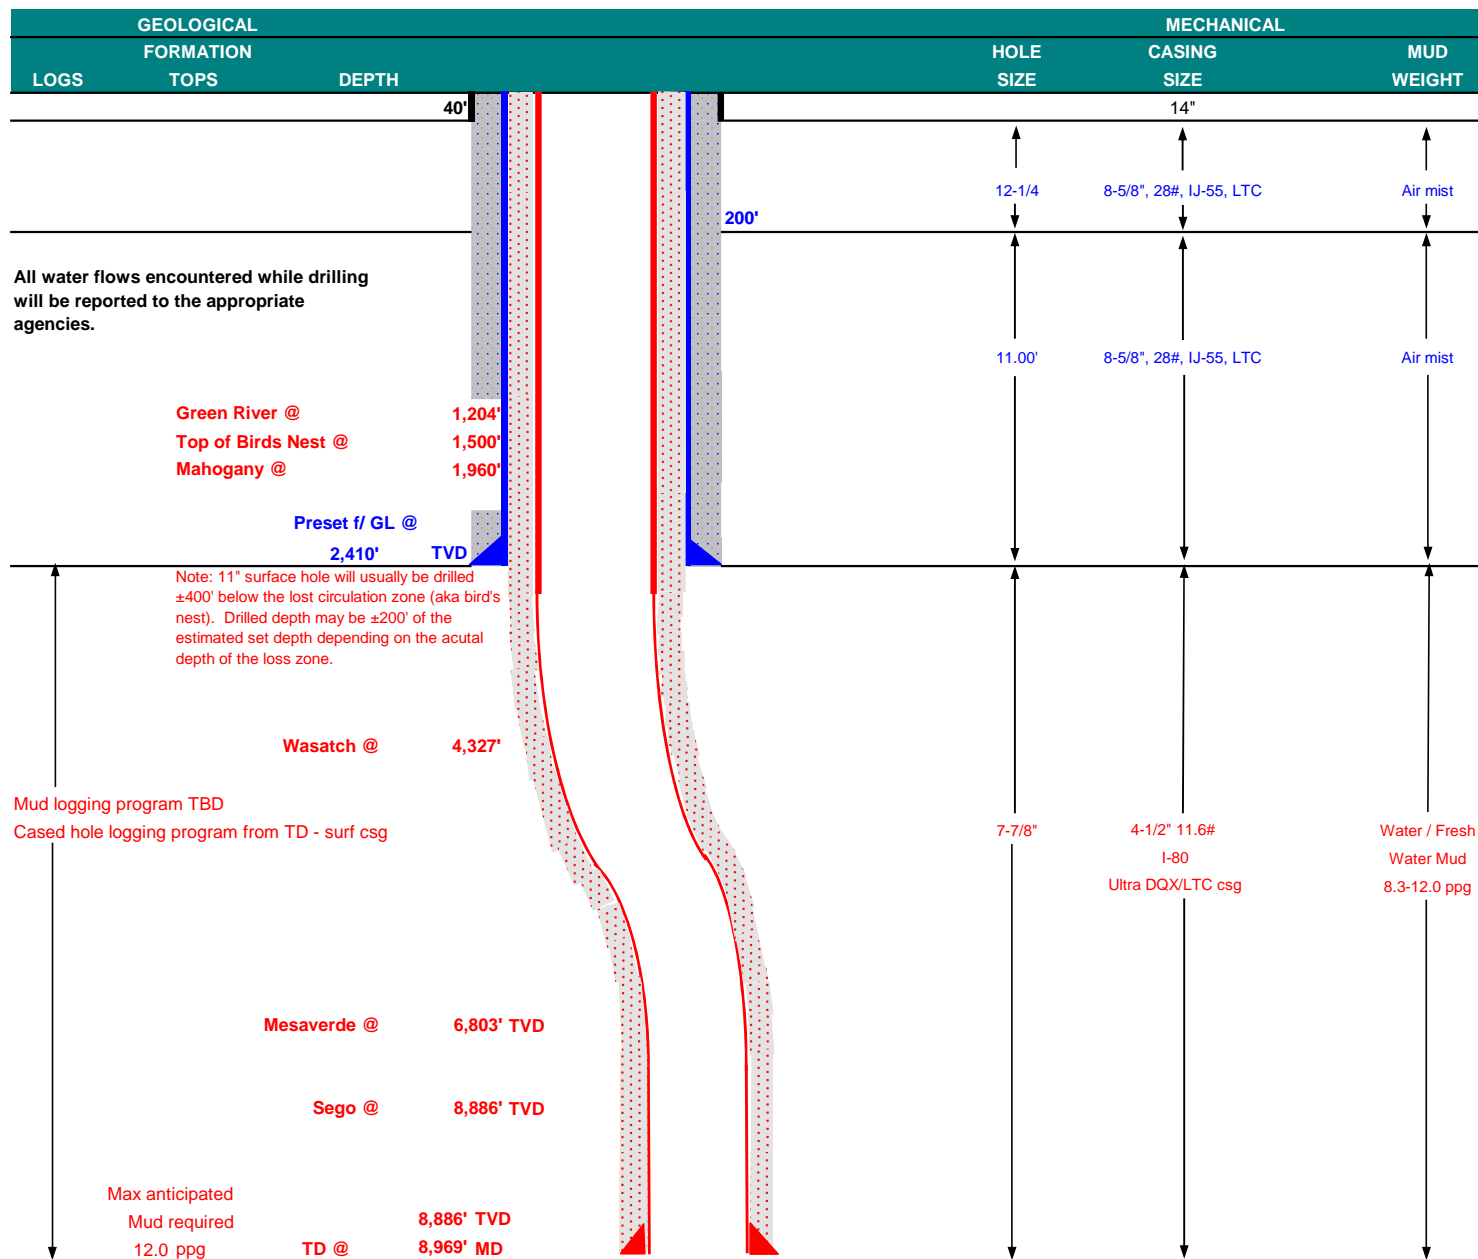 GEOLOGICAL MECHANICAL
FORMATION HOLE CASING MUD
LOGS TOPS DEPTH SIZE SIZE WEIGHT
40' 14"
12-1/4 8-5/8", 28#, IJ-55, LTC Air mist
200'
All water flows encountered while drilling
will be reported to the appropriate
agencies.
11.00' 8-5/8", 28#, IJ-55, LTC Air mist
Green River @ 1,204'
Top of Birds Nest @ 1,500'
Mahogany @ 1,960'
Preset f/ GL @
2,410' TVD
Note: 11" surface hole will usually be drilled
±400' below the lost circulation zone (aka bird's
nest). Drilled depth may be ±200' of the
estimated set depth depending on the acutal
depth of the loss zone.
Wasatch @ 4,327'
Mud logging program TBD
Cased hole logging program from TD - surf csg
7-7/8" 4-1/2" 11.6# Water / Fresh
I-80 Water Mud
Ultra DQX/LTC csg 8.3-12.0 ppg
Mesaverde @ 6,803' TVD
Sego @ 8,886' TVD
Max anticipated
Mud required 8,886' TVD
12.0 ppg TD @ 8,969' MD